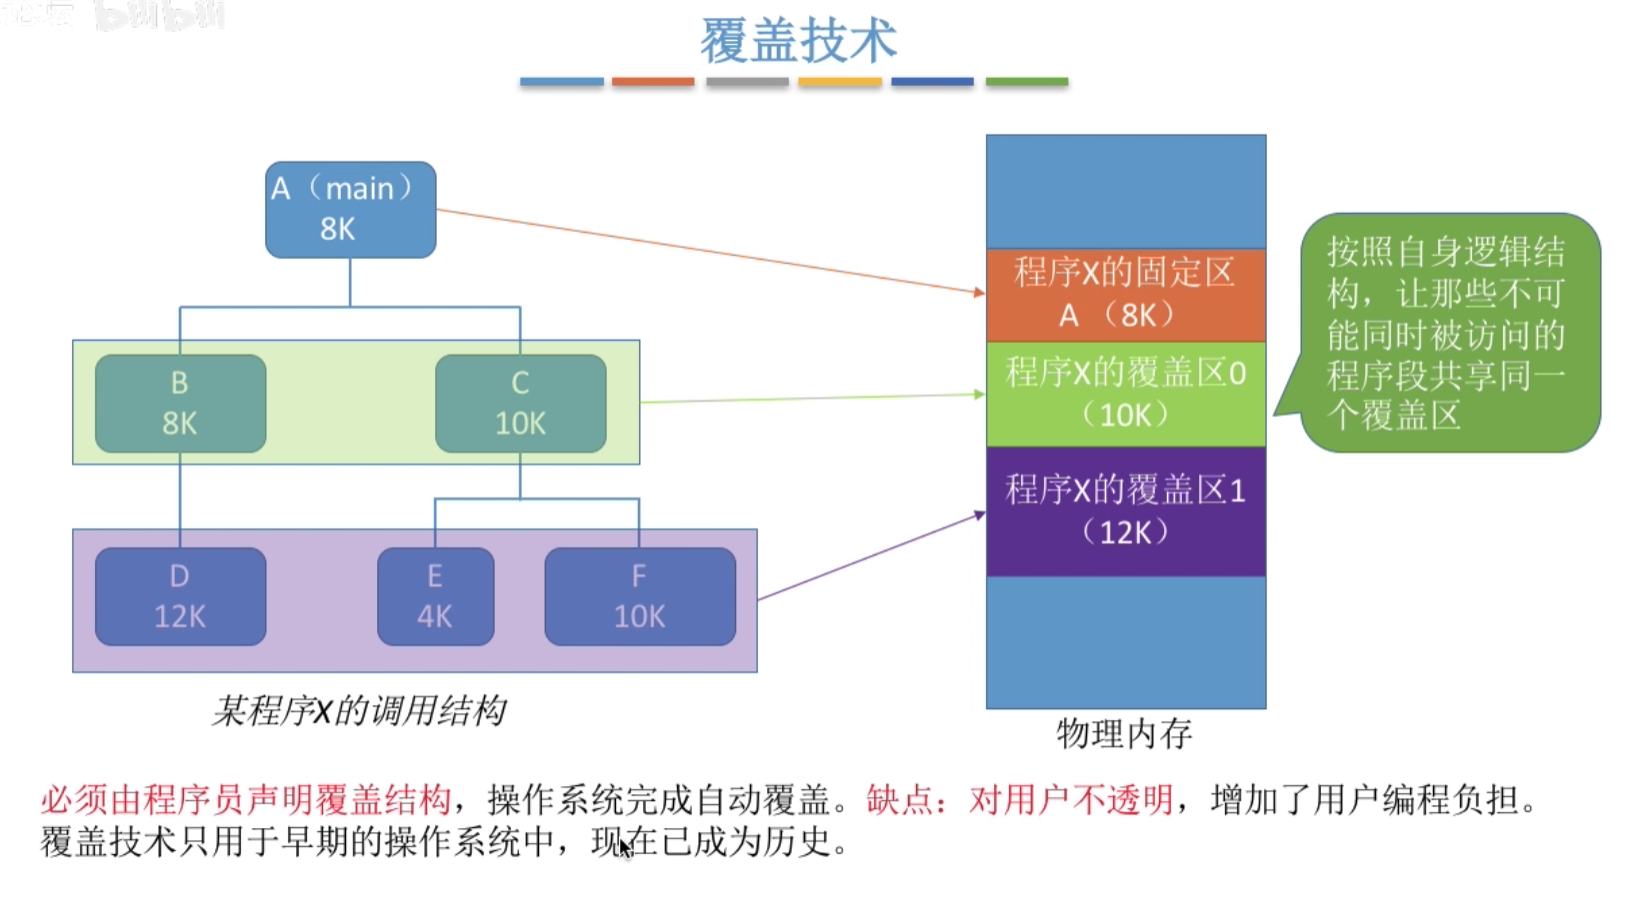 bilibili
覆盖技术
A（main）
8K
B
8K
C
10K
D
12K
E
4K
F
10K
某程序X的调用结构
程序X的固定区
A （8K）
程序X的覆盖区0
（10K）
程序X的覆盖区1
（12K）
物理内存
按照自身逻辑结
构，让那些不可
能同时被访问的
程序段共享同一
个覆盖区
必须由程序员声明覆盖结构，操作系统完成自动覆盖。缺点：对用户不透明，增加了用户编程负担。
覆盖技术只用于早期的操作系统中，现在已成为历史。